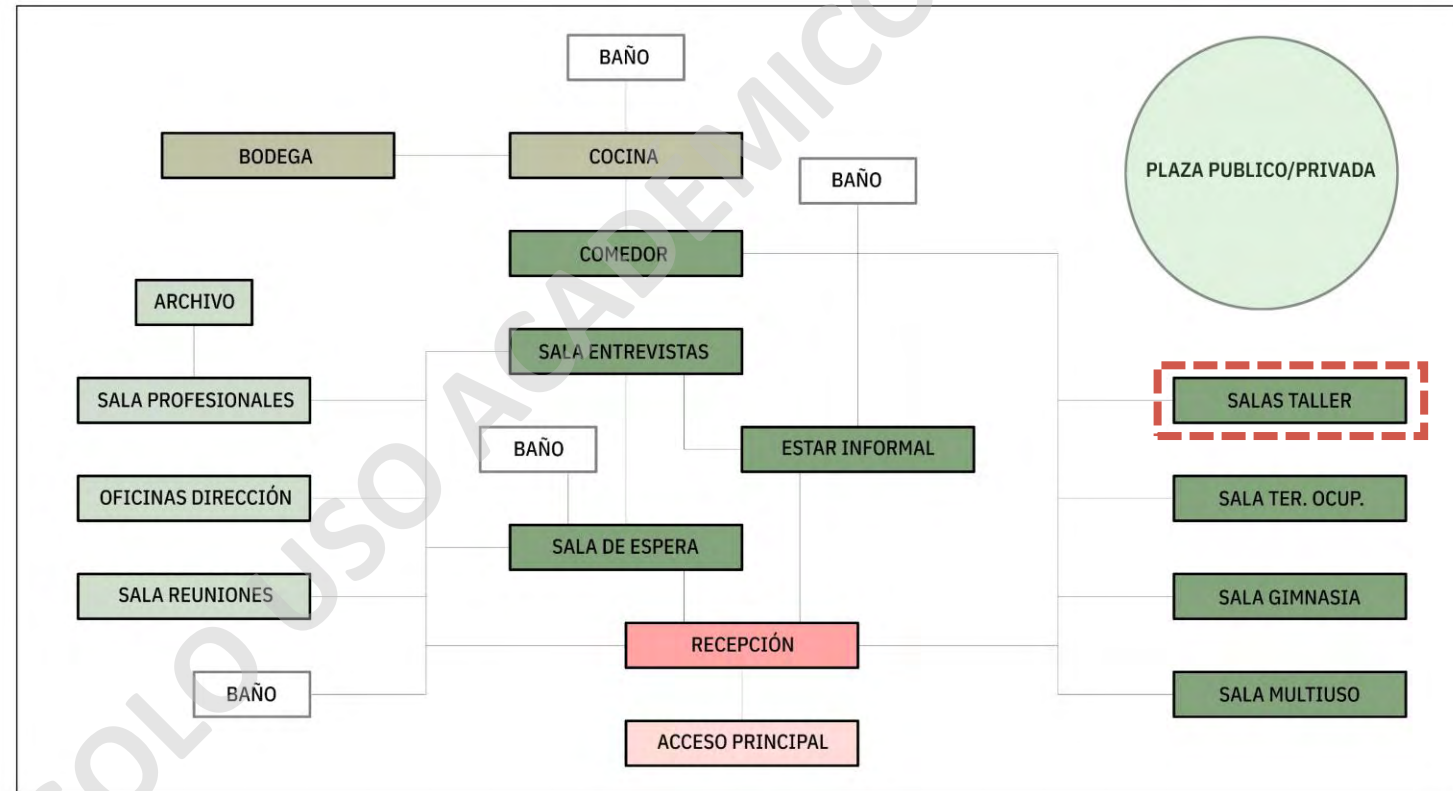 BAÑO
BODEGA
COCINA
BAÑO
PLAZA PUBLICO/PRIVADA
COMEDOR
ARCHIVO
SALA ENTREVISTAS
SALA PROFESIONALES
SALAS TALLER
BAÑO
ESTAR INFORMAL
OFICINAS DIRECCIÓN
SALA TER. OCUP.
SALA DE ESPERA
SALA REUNIONES
SALA GIMNASIA
RECEPCIÓN
BAÑO
SALA MULTIUSO
ACCESO PRINCIPAL
SOLO USO ACADEMICO